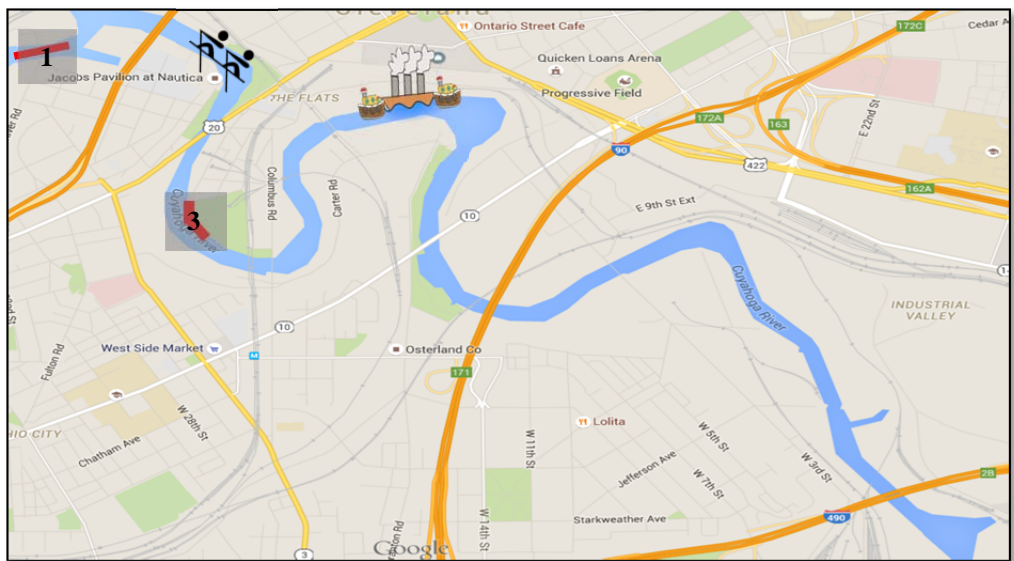 Cleveland
Ontario Street Cafe
172C
Cedar A
1
Quicken Loans Arena
Jacobs Pavilion at Nautica
THE FLATS
Progressive Field
20
172A
163
E 22nd St
90
422
162A
Columbus Rd
Carter Rd
Cuyahoga River
3
10
E 9th St Ext
Cuyahoga River
INDUSTRIAL
VALLEY
10
West Side Market
M
Osterland Co
Fulton Rd
171
W 28th St
Lolita
HIO CITY
Chatham Ave
W 11th St
W 5th St
Jefferson Ave
W 7th St
W 3rd St
2B
W 14th St
Starkweather Ave
490
Google
3